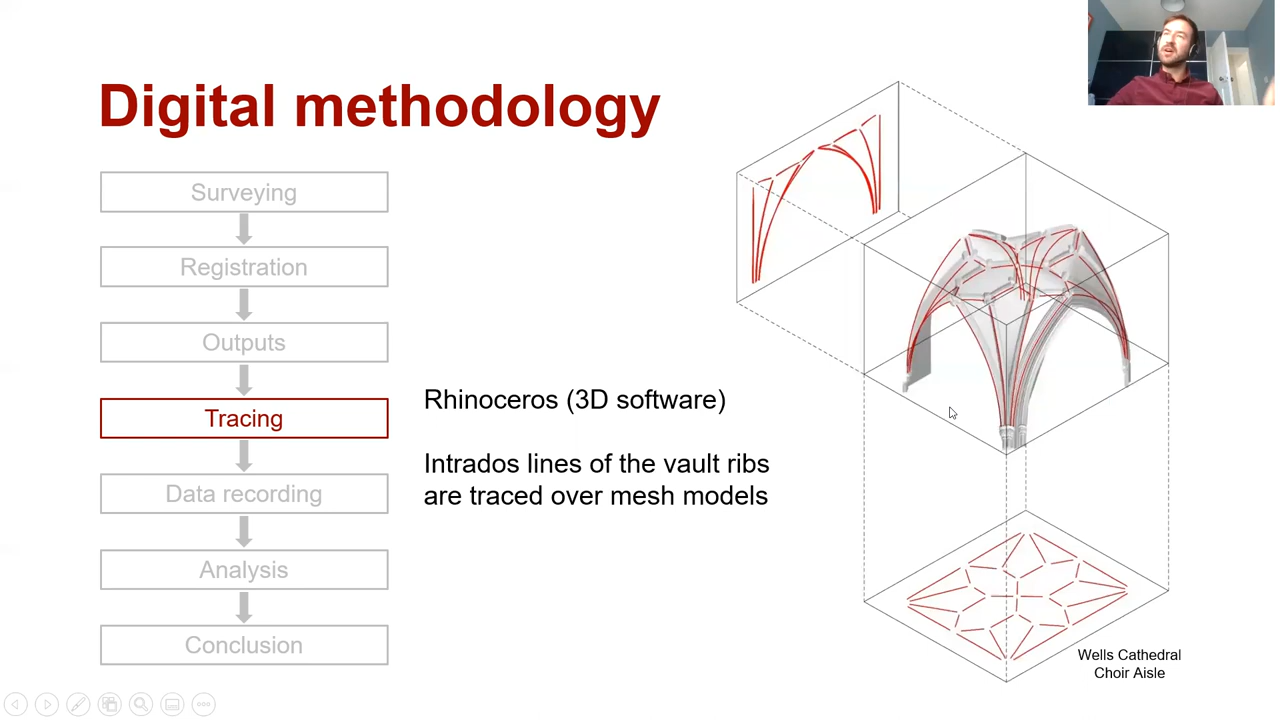 Digital methodology
Surveying
Registration
Outputs
Tracing
Data recording
Analysis
Conclusion
Rhinoceros (3D software)
Intrados lines of the vault ribs
are traced over mesh models
Wells Cathedral
Choir Aisle